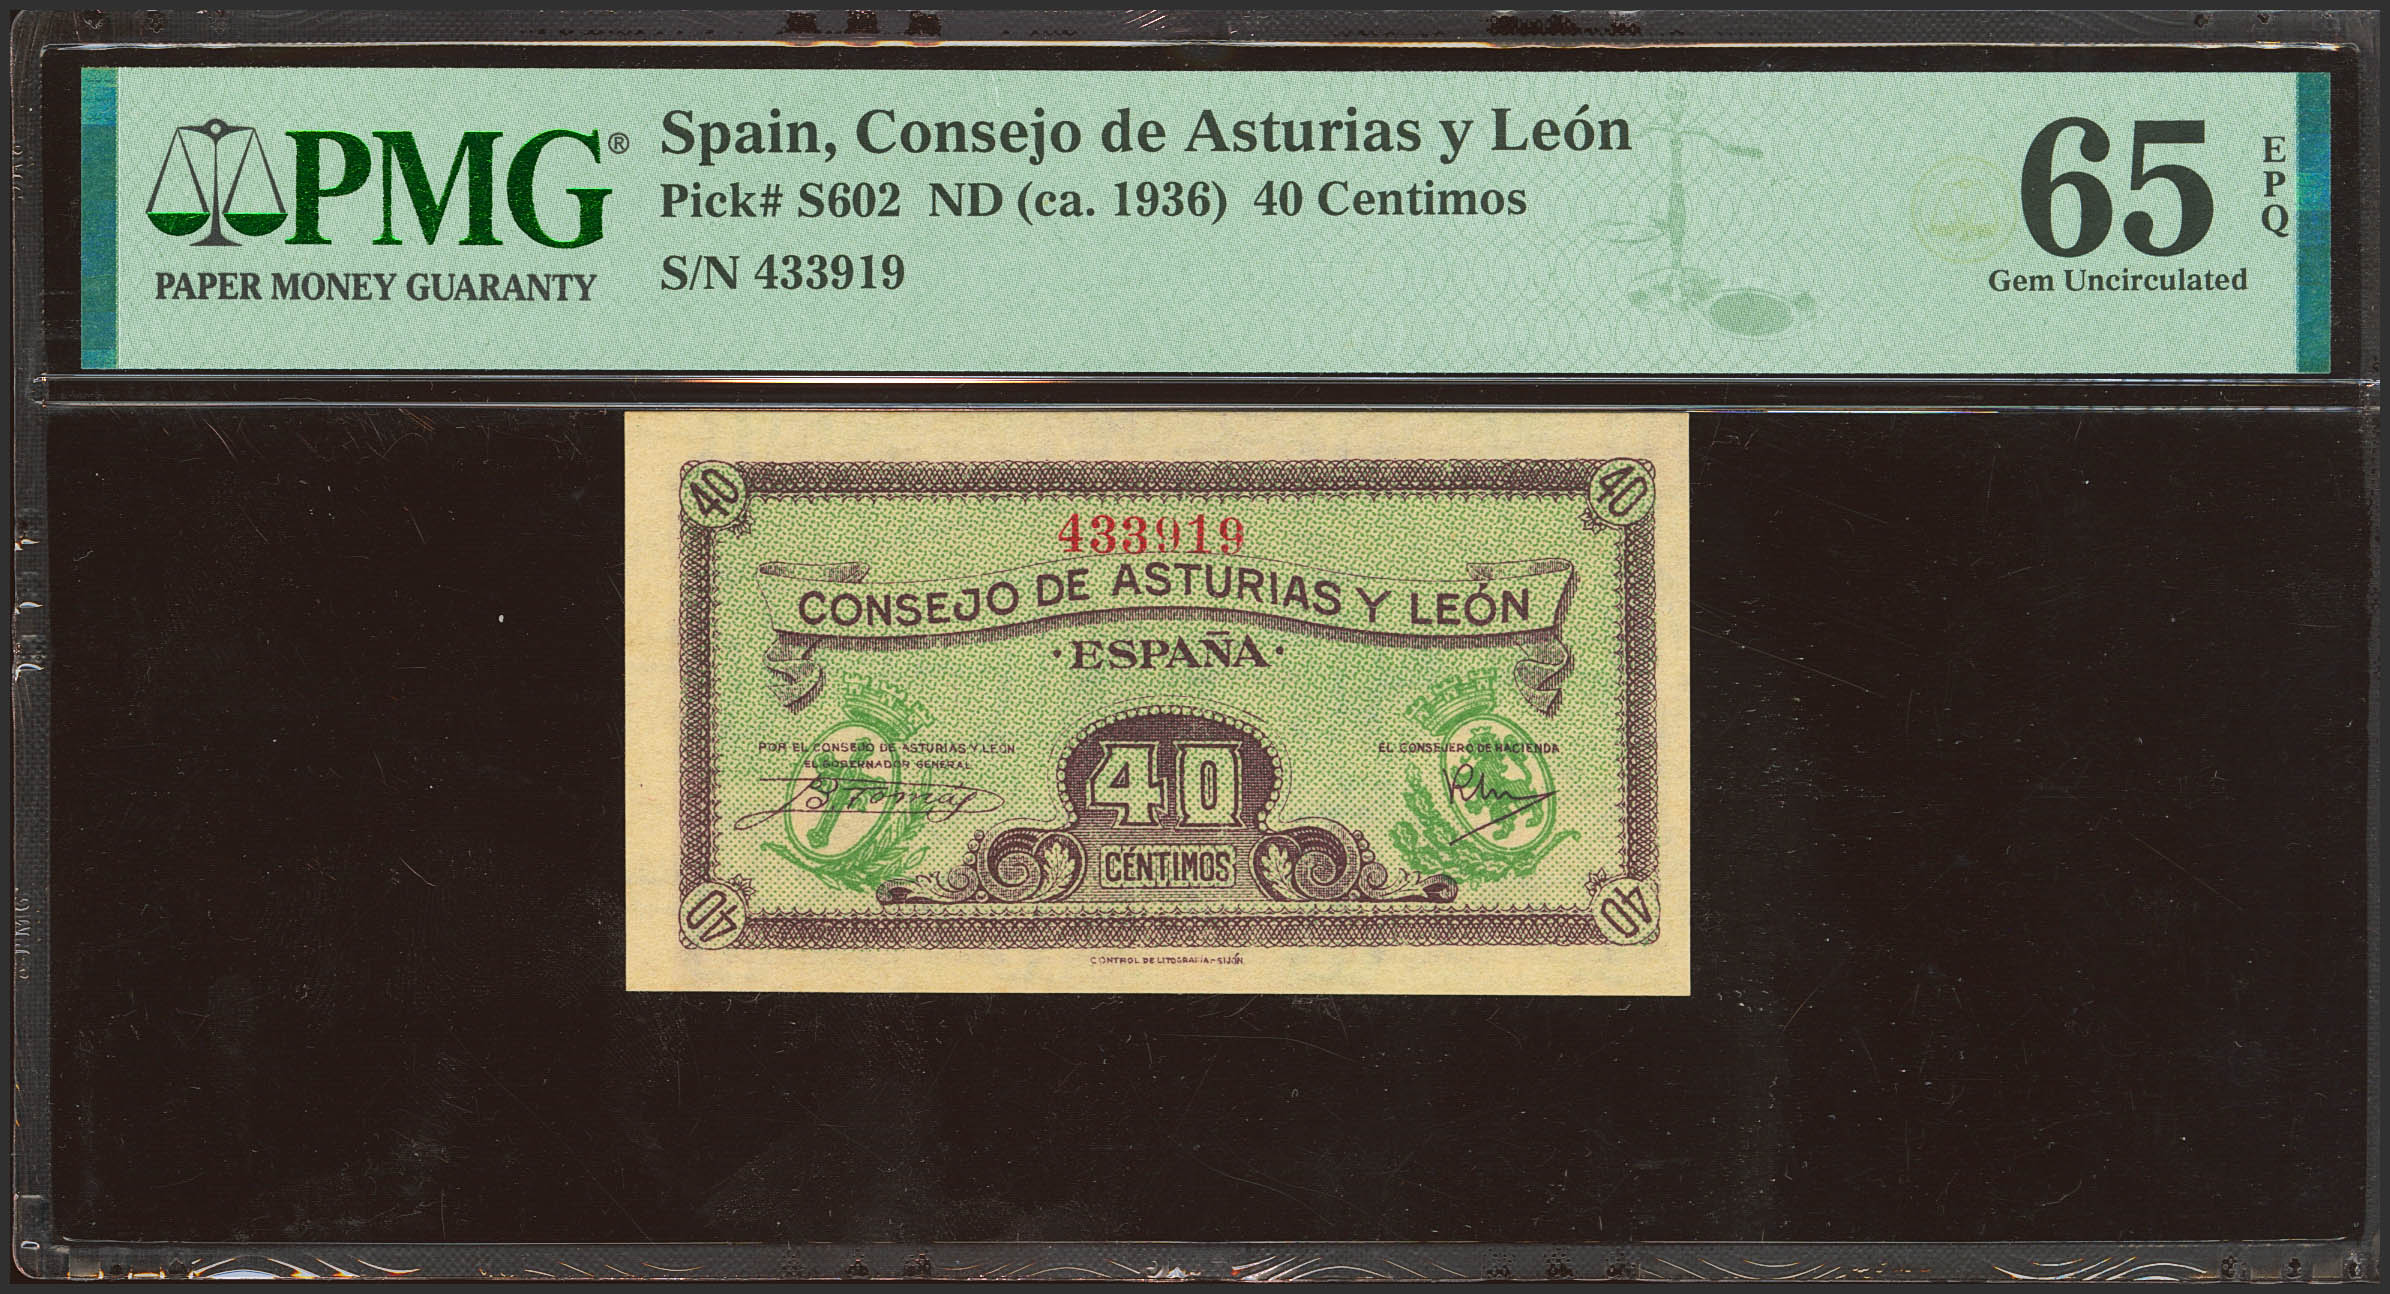 PMG®
PAPER MONEY GUARANTY
Spain, Consejo de Asturias y León
Pick# S602 ND (ca. 1936) 40 Centimos
S/N 433919
65
EPQ
Gem Uncirculated
40
40
433919
CONSEJO DE ASTURIAS Y LEÓN
·ESPAÑA·
POR EL CONSEJO DE ASTURIAS Y LEON
EL GOBERNADOR GENERAL
EL CONSEJERO DE HACIENDA
B Tomás
40
CÉNTIMOS
40
40
CONTROL DE LITOGRAFIA.-GIJÓN